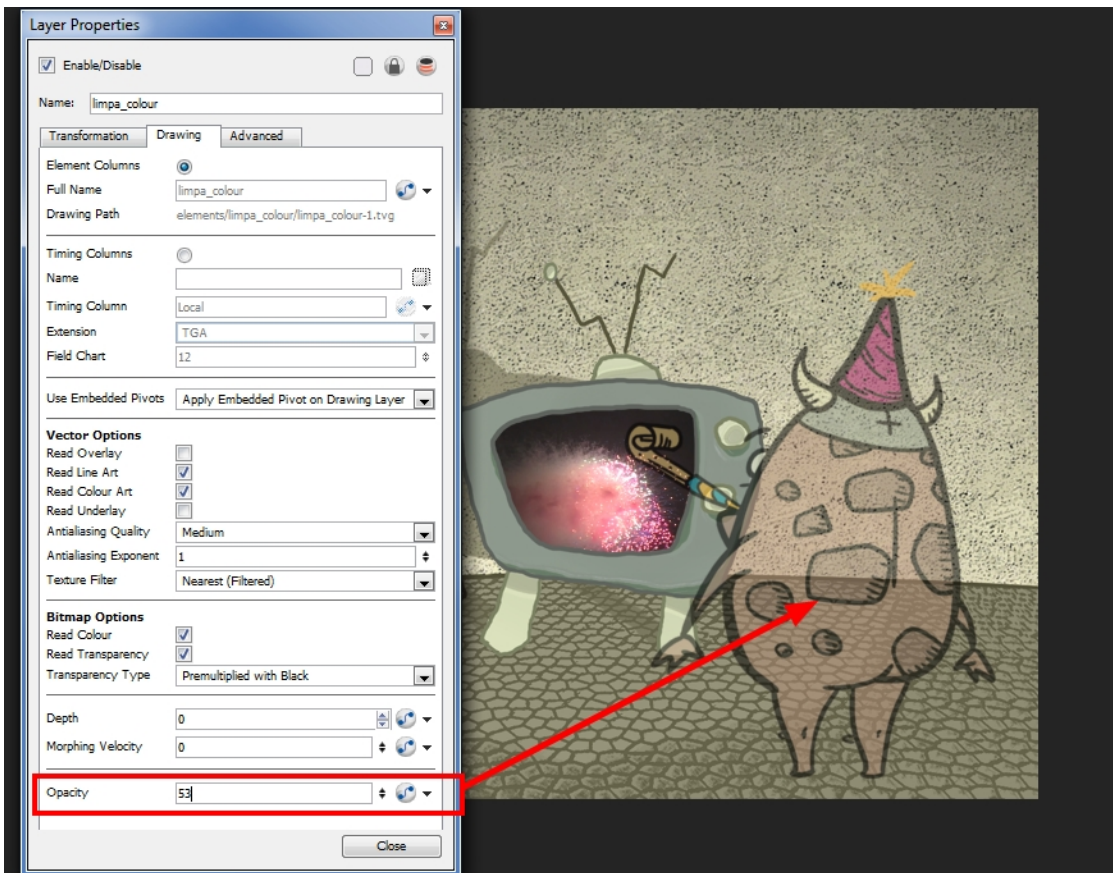 Layer Properties
Enable/Disable
Name: limpa_colour
Transformation Drawing Advanced
Element Columns
Full Name limpa_colour
Drawing Path elements/limpa_colour/limpa_colour-1.tvg
Timing Columns
Name
Timing Column Local
Extension TGA
Field Chart 12
Use Embedded Pivots Apply Embedded Pivot on Drawing Layer
Vector Options
Read Overlay
Read Line Art
Read Colour Art
Read Underlay
Antialiasing Quality Medium
Antialiasing Exponent 1
Texture Filter Nearest (Filtered)
Bitmap Options
Read Colour
Read Transparency
Transparency Type Premultiplied with Black
Depth 0
Morphing Velocity 0
Opacity 53
Close